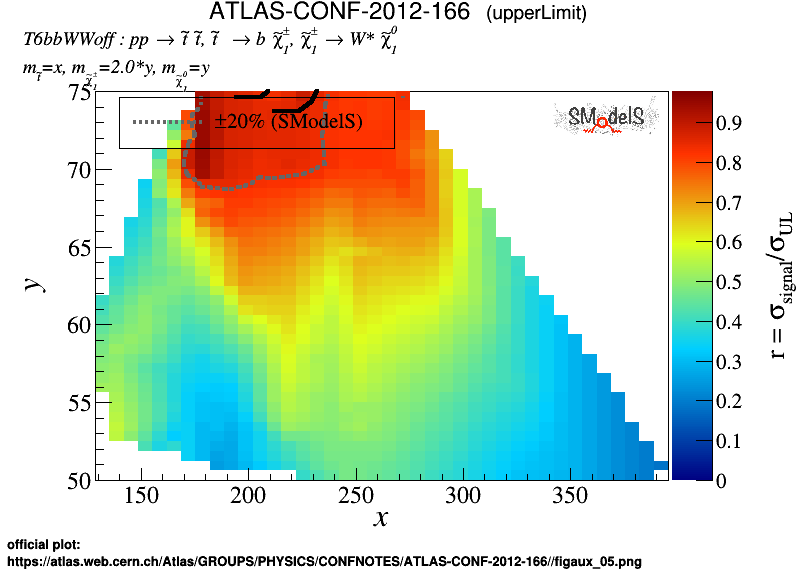 ATLAS-CONF-2012-166 (upperLimit)
T6bbWWoff : pp → t̃ t̃, t̃ → b χ̃₁±, χ̃₁± → W* χ̃₁⁰
m_t̃=x, m_χ̃₁±=2.0*y, m_χ̃₁⁰=y
±20% (SModelS)
SModelS
75
70
65
60
55
50
y
150 200 250 300 350
x
0.9
0.8
0.7
0.6
0.5
0.4
0.3
0.2
0.1
0
r = σ_signal/σ_UL
official plot:
https://atlas.web.cern.ch/Atlas/GROUPS/PHYSICS/CONFNOTES/ATLAS-CONF-2012-166//figaux_05.png